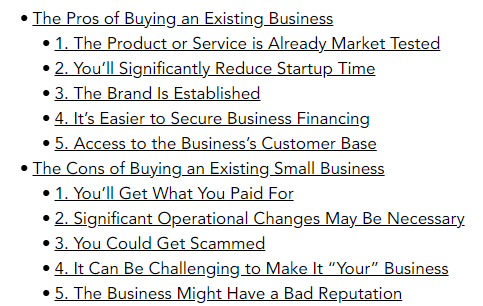 The Pros of Buying an Existing Business
1. The Product or Service is Already Market Tested
2. You’ll Significantly Reduce Startup Time
3. The Brand Is Established
4. It’s Easier to Secure Business Financing
5. Access to the Business’s Customer Base
The Cons of Buying an Existing Small Business
1. You’ll Get What You Paid For
2. Significant Operational Changes May Be Necessary
3. You Could Get Scammed
4. It Can Be Challenging to Make It “Your” Business
5. The Business Might Have a Bad Reputation